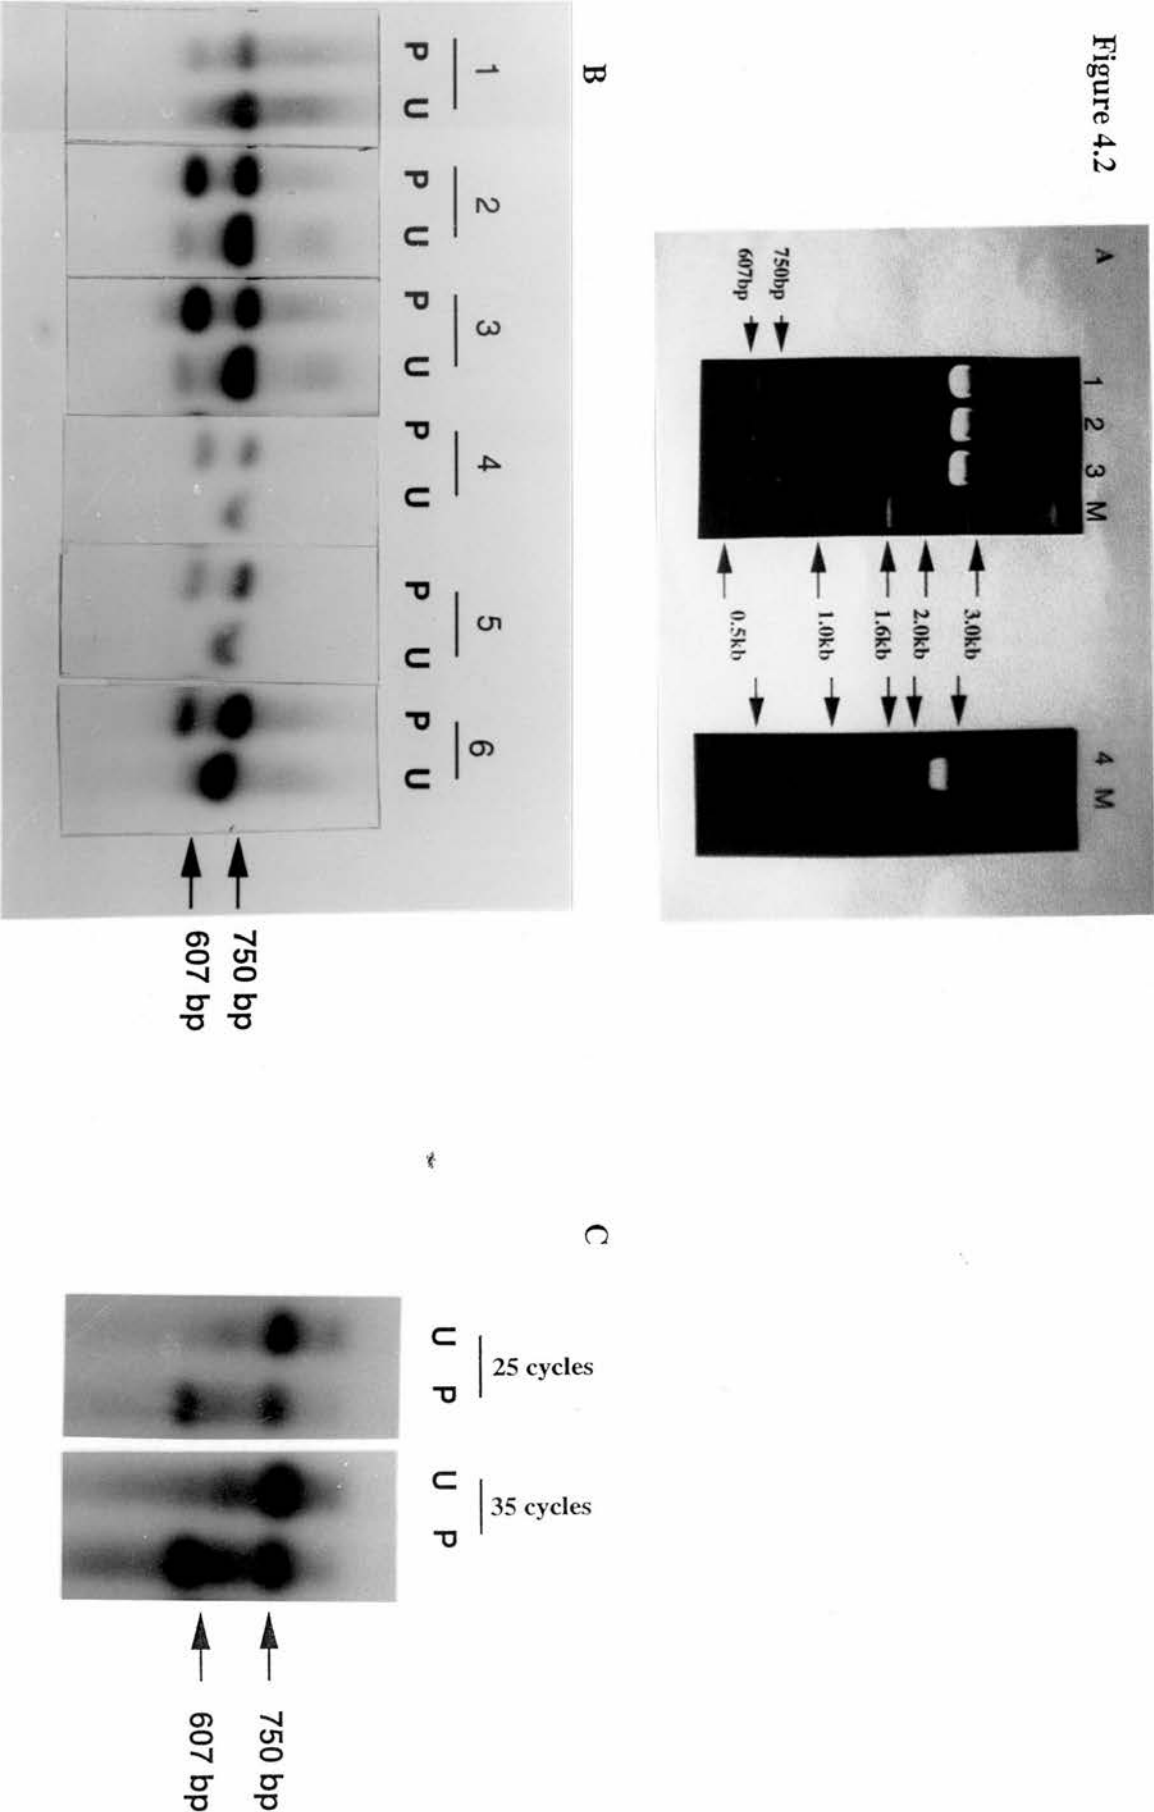 Figure 4.2
A
1 2 3 M
4 M
3.0kb
2.0kb
1.6kb
1.0kb
0.5kb
750bp
607bp
B
1 2 3 4 5 6
P U P U P U P U P U P U
750 bp
607 bp
C
25 cycles 35 cycles
U P U P
750 bp
607 bp